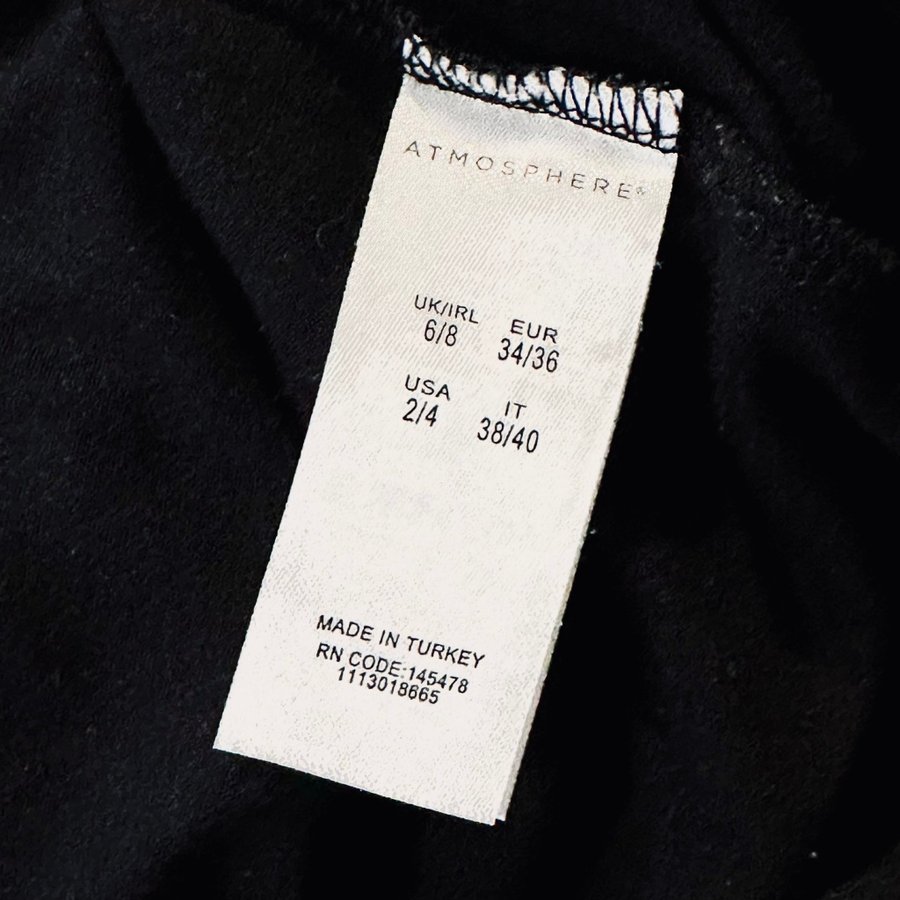 ATMOSPHERE®
UK/IRL EUR
6/8 34/36
USA IT
2/4 38/40
MADE IN TURKEY
RN CODE:145478
1113018665